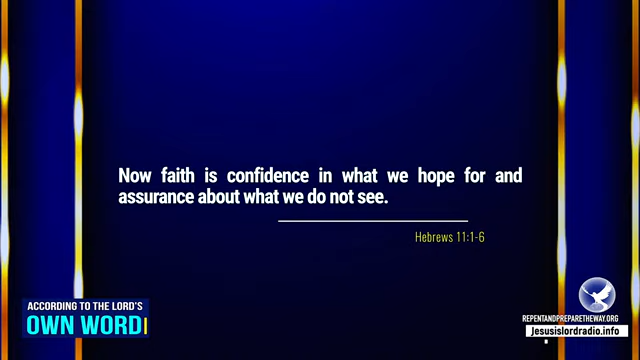 Now faith is confidence in what we hope for and
assurance about what we do not see.
Hebrews 11:1-6
ACCORDING TO THE LORD'S
OWN WORD
REPENTANDPREPARETHEWAY.ORG
Jesusislordradio.info